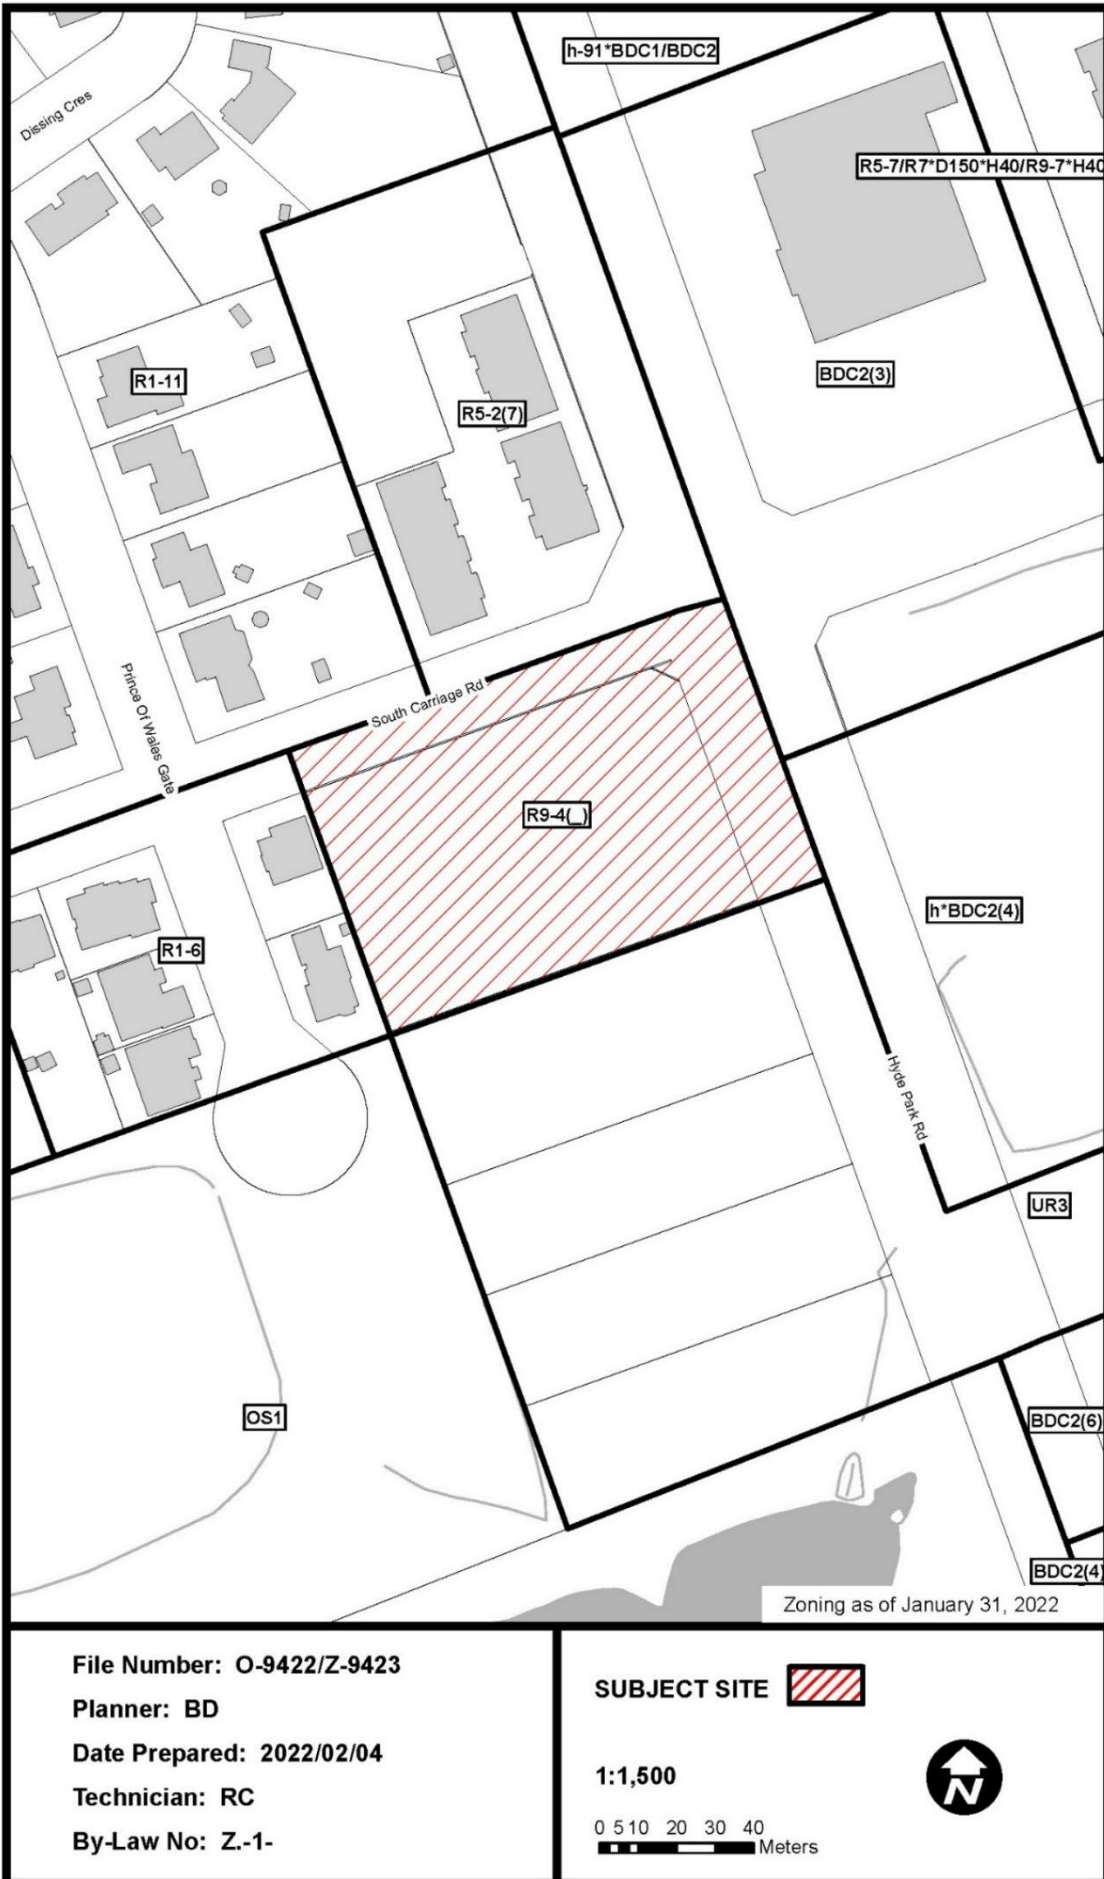 h-91*BDC1/BDC2
Dissing Cres
R5-7/R7*D150*H40/R9-7*H40
R1-11
BDC2(3)
R5-2(7)
Prince Of Wales Gate
South Carriage Rd
R9-4(_)
h*BDC2(4)
R1-6
Hyde Park Rd
UR3
OS1
BDC2(6)
BDC2(4)
Zoning as of January 31, 2022
File Number: O-9422/Z-9423
Planner: BD
Date Prepared: 2022/02/04
Technician: RC
By-Law No: Z.-1-
SUBJECT SITE
1:1,500
N
0 5 10 20 30 40
Meters